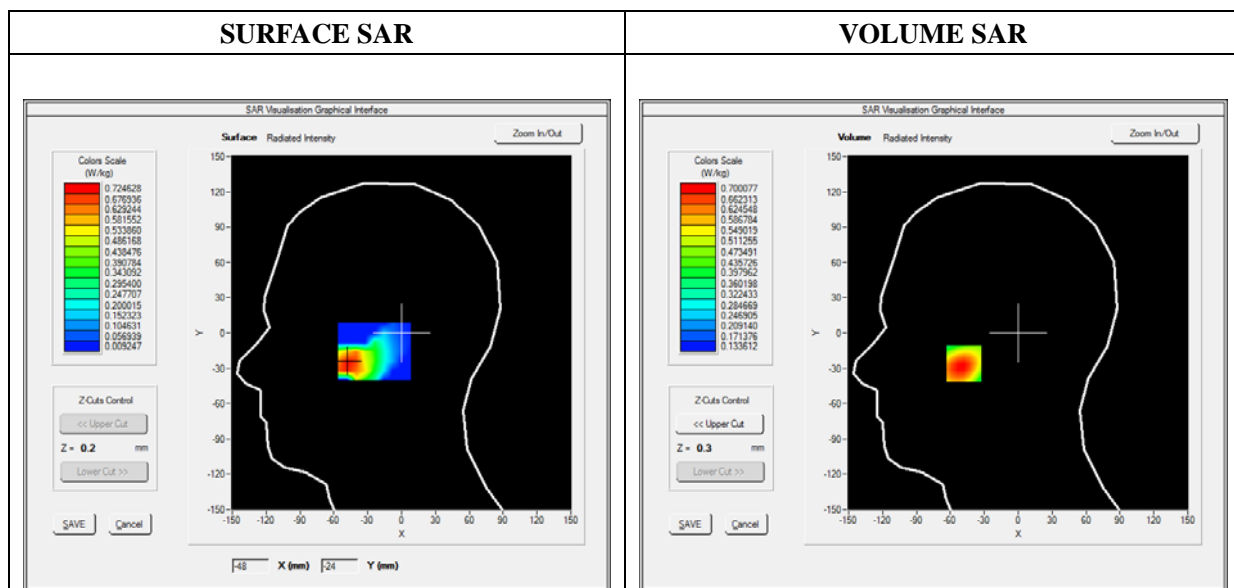 SURFACE SAR
VOLUME SAR
SAR Visualisation Graphical Interface
Surface Radiated Intensity
Zoom In/Out
Colors Scale
(W/kg)
0.724628
0.676936
0.629244
0.581552
0.533860
0.486168
0.438476
0.390784
0.343092
0.295400
0.247707
0.200015
0.152323
0.104631
0.056939
0.009247
150
120
90
60
30
0
-30
-60
-90
-120
-150
Y
-150 -120 -90 -60 -30 0 30 60 90 120 150
X
Z-Cuts Control
<< Upper Cut
Z = 0.2 mm
Lower Cut >>
SAVE Cancel
-48 X (mm) -24 Y (mm)
SAR Visualisation Graphical Interface
Volume Radiated Intensity
Zoom In/Out
Colors Scale
(W/kg)
0.700077
0.662313
0.624548
0.586784
0.549019
0.511255
0.473491
0.435726
0.397962
0.360198
0.322433
0.284669
0.246905
0.209140
0.171376
0.133612
150
120
90
60
30
0
-30
-60
-90
-120
-150
Y
-150 -120 -90 -60 -30 0 30 60 90 120 150
X
Z-Cuts Control
<< Upper Cut
Z = 0.3 mm
Lower Cut >>
SAVE Cancel